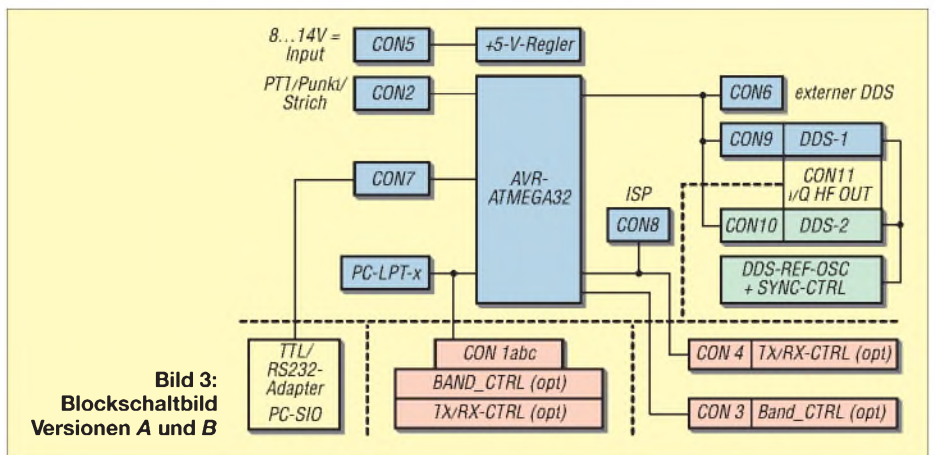 8...14V =
Input
CON5
+5-V-Regler
PTT/Punkt/
Strich
CON2
AVR-
ATMEGA32
CON6
externer DDS
CON9
DDS-1
CON7
CON11
I/Q HF OUT
ISP
CON8
CON10
DDS-2
PC-LPT-x
DDS-REF-OSC
+ SYNC-CTRL
TTL/
RS232-
Adapter
PC-SIO
CON 1abc
BAND_CTRL (opt)
TX/RX-CTRL (opt)
CON 4
TX/RX-CTRL (opt)
CON 3
Band_CTRL (opt)
Bild 3:
Blockschaltbild
Versionen A und B